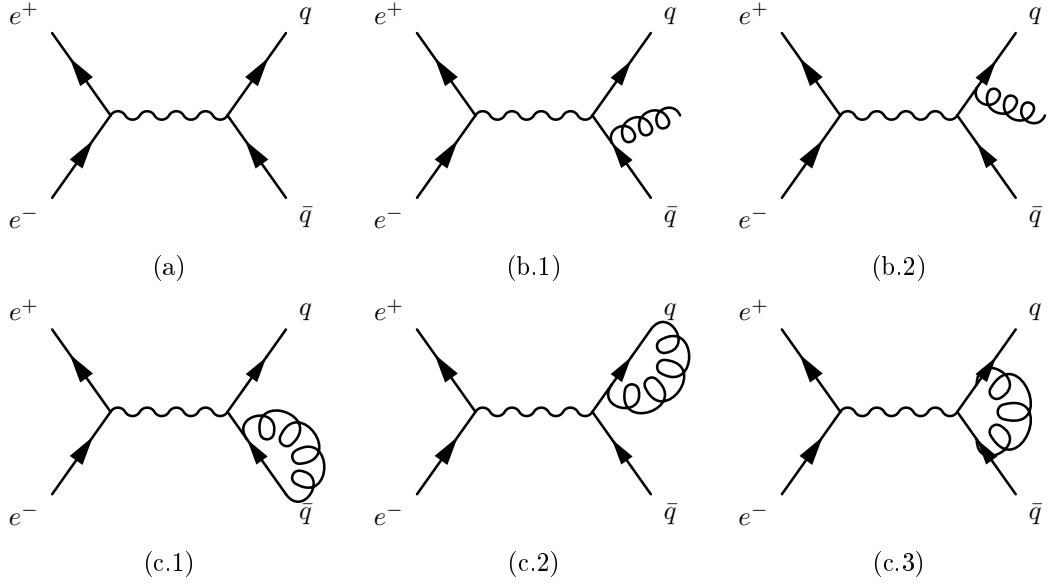 e⁺ q e⁺ q e⁺ q
e⁻ q̄ e⁻ q̄ e⁻ q̄
(a) (b.1) (b.2)
e⁺ q e⁺ q e⁺ q
e⁻ q̄ e⁻ q̄ e⁻ q̄
(c.1) (c.2) (c.3)